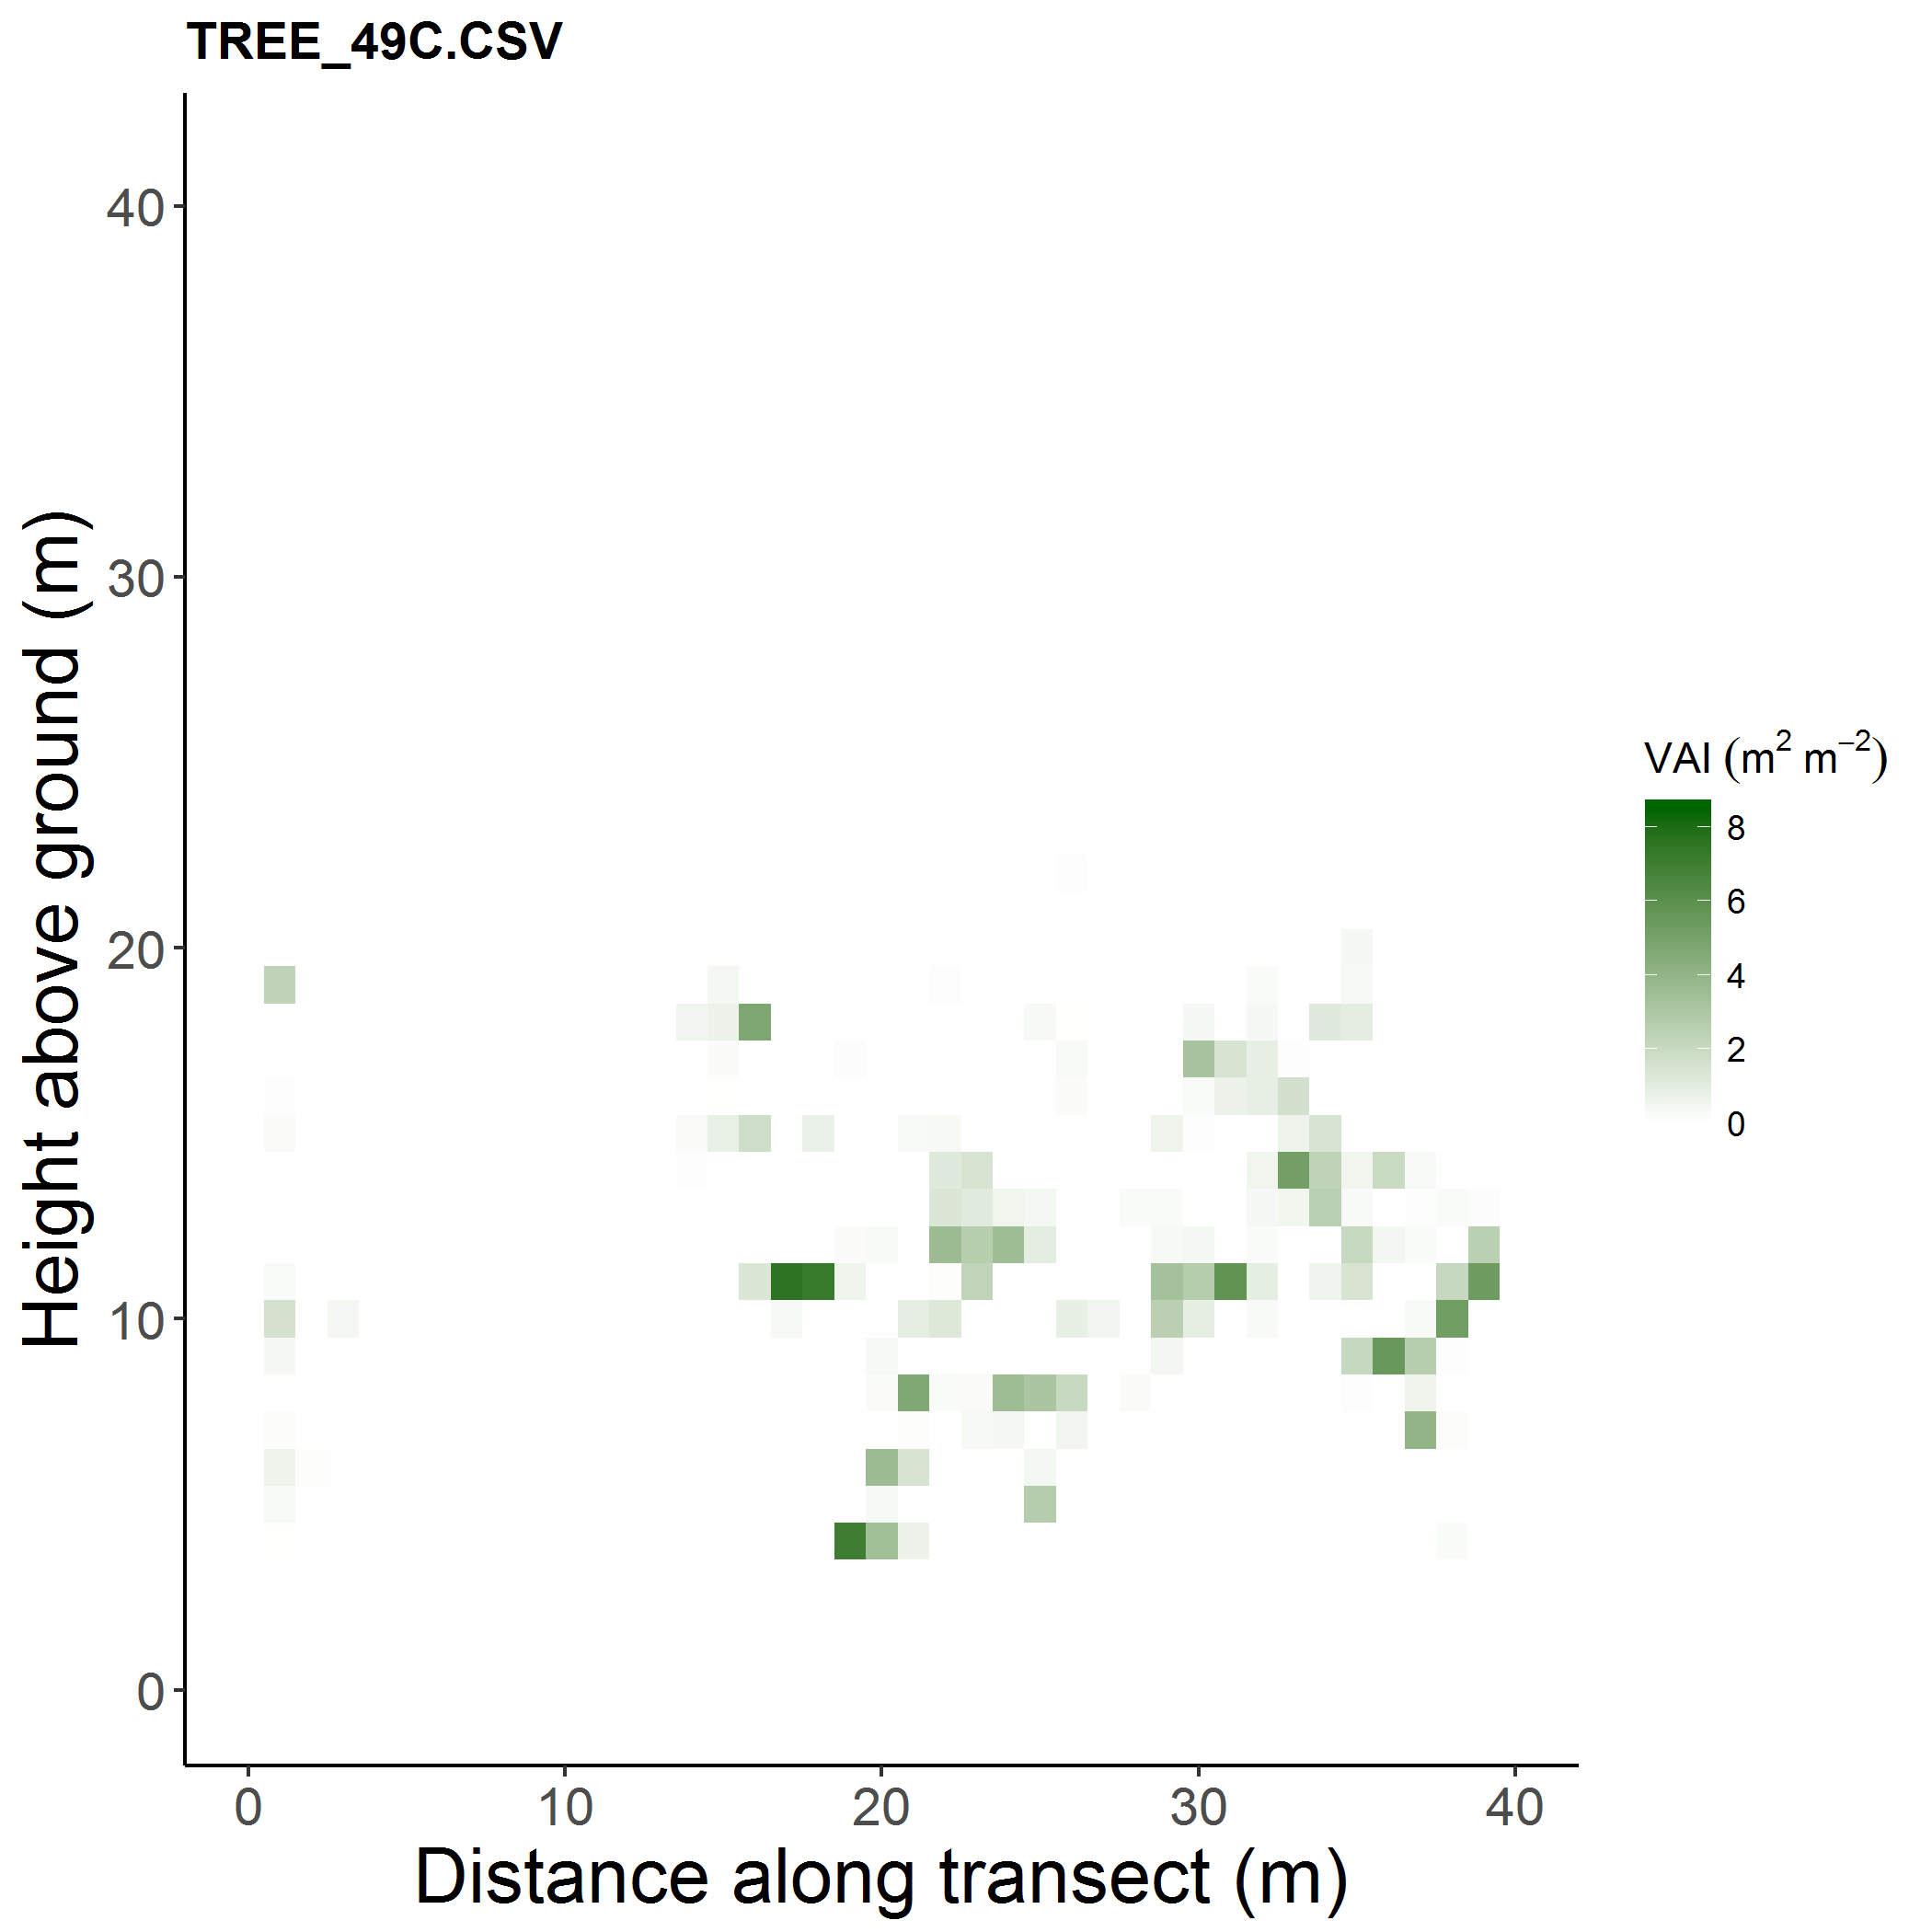 TREE_49C.CSV
Height above ground (m)
40
30
20
10
0
0 10 20 30 40
Distance along transect (m)
VAI (m² m⁻²)
8
6
4
2
0